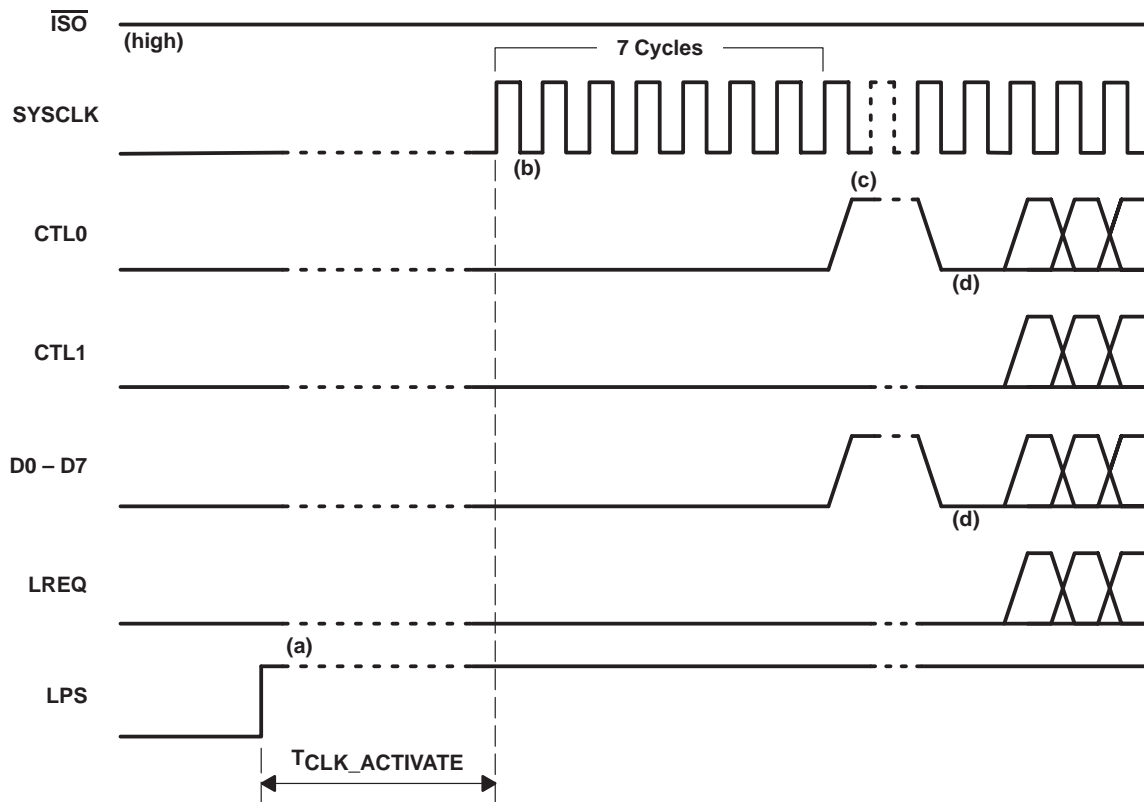 ISO
(high)
7 Cycles
SYSCLK
(b)
(c)
CTL0
(d)
CTL1
D0 – D7
(d)
LREQ
(a)
LPS
TCLK_ACTIVATE